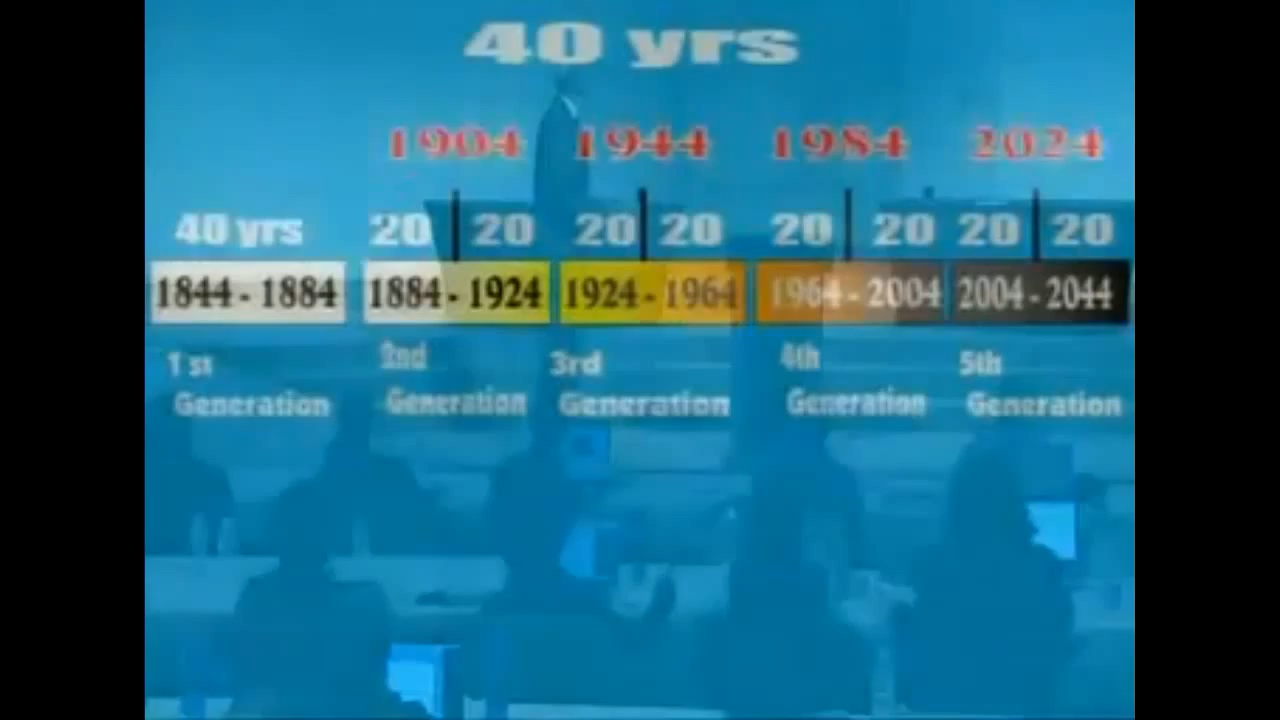 40 yrs
1904 1944 1984 2024
40 yrs 20 20 20 20 20 20 20 20
1844 - 1884 1884 - 1924 1924 - 1964 1964 - 2004 2004 - 2044
1st 2nd 3rd 4th 5th
Generation Generation Generation Generation Generation